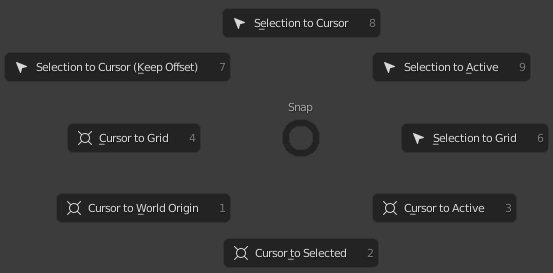 Selection to Cursor 8
Selection to Cursor (Keep Offset) 7
Selection to Active 9
Snap
Cursor to Grid 4
Selection to Grid 6
Cursor to World Origin 1
Cursor to Active 3
Cursor to Selected 2